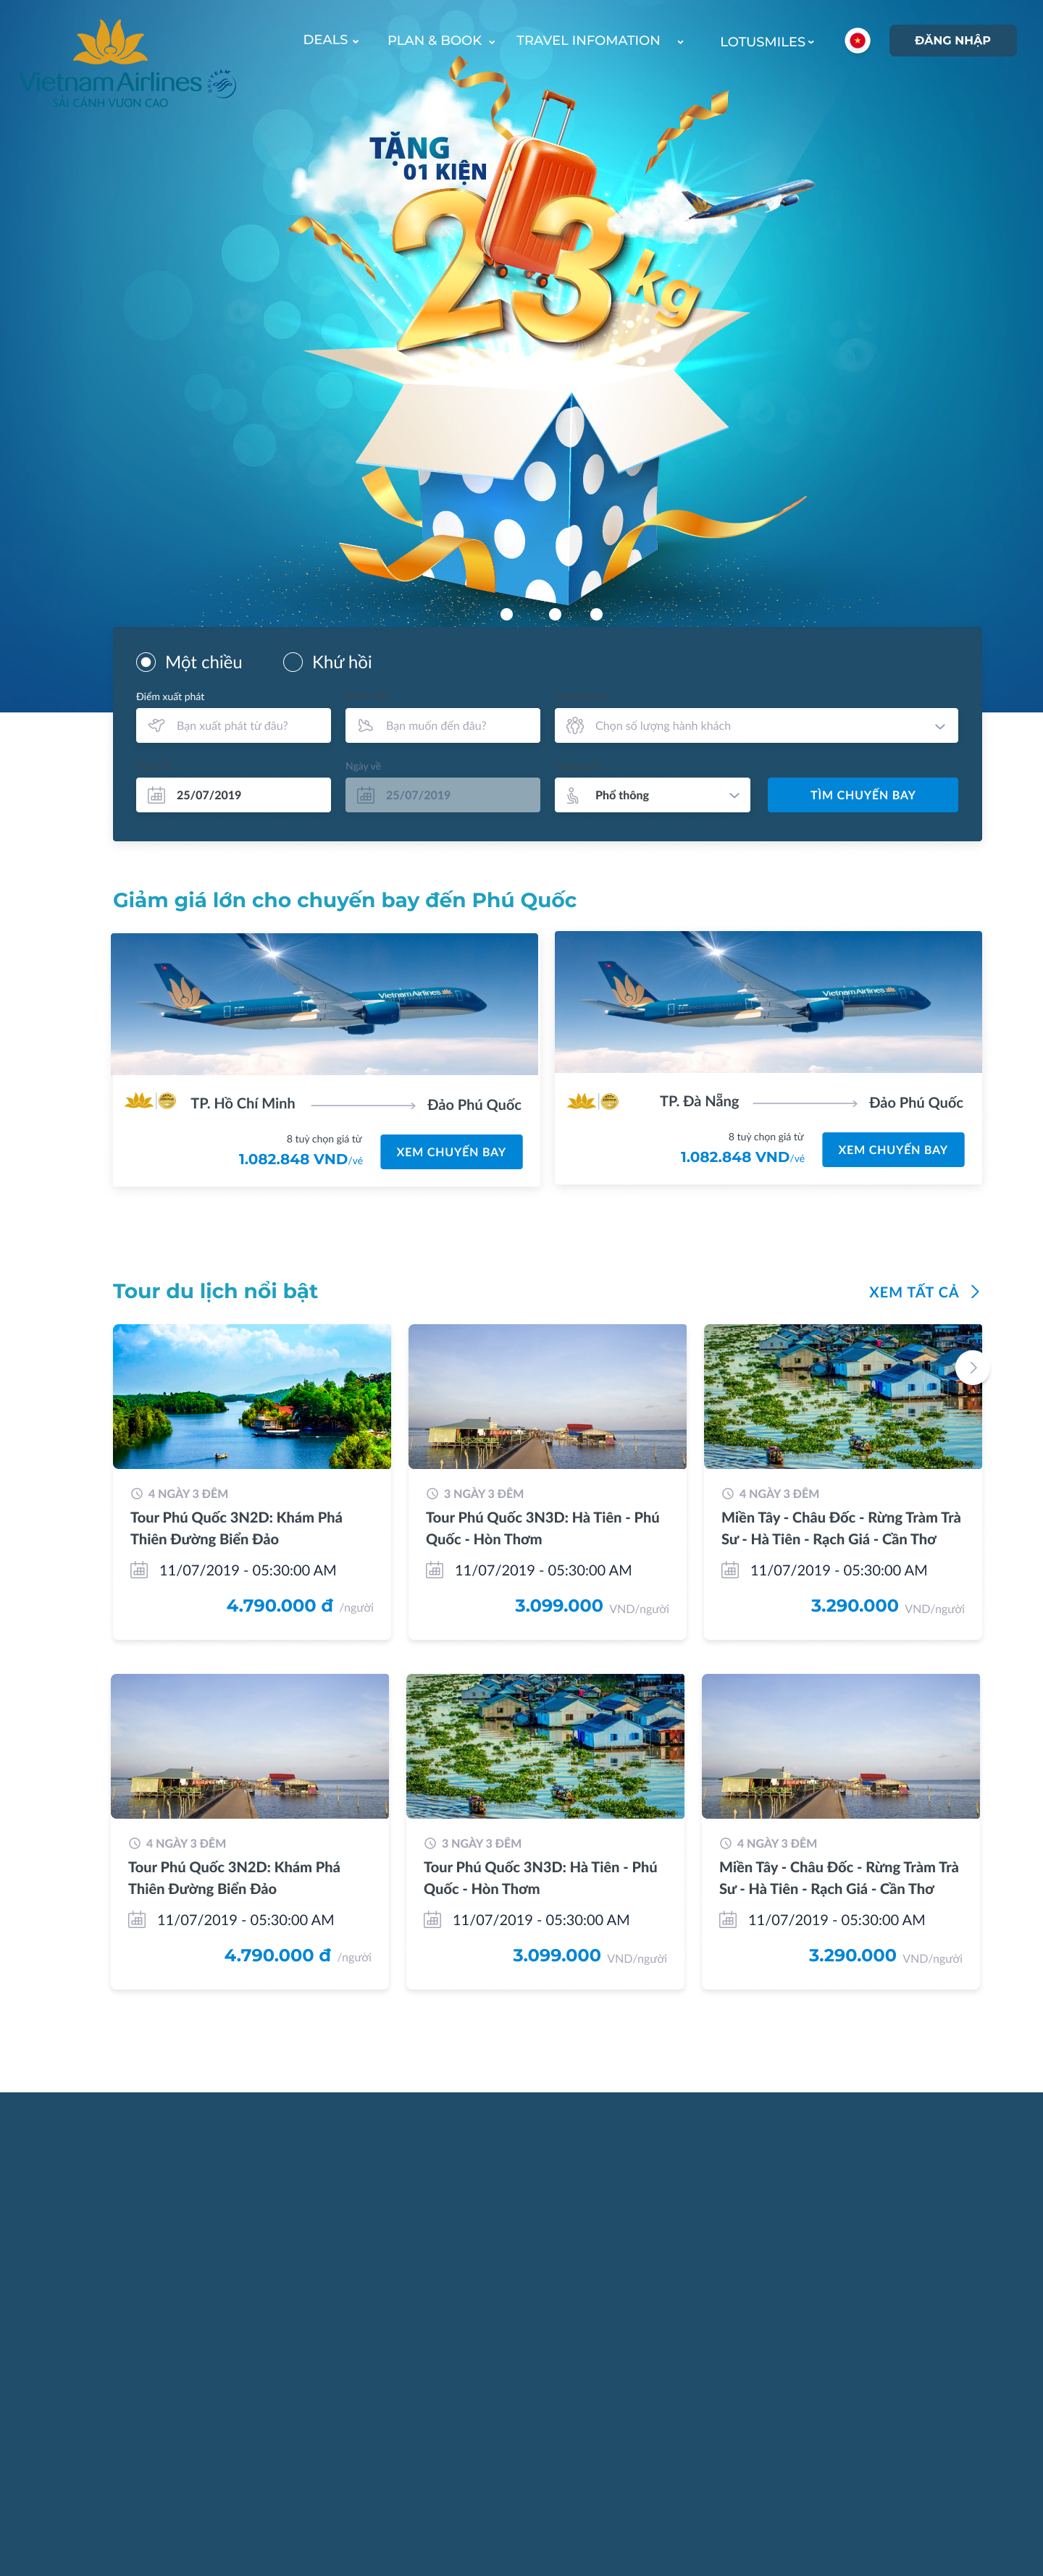 DEALS
PLAN & BOOK
TRAVEL INFOMATION
LOTUSMILES
ĐĂNG NHẬP
Vietnam Airlines
SẢI CÁNH VƯƠN CAO
TẶNG
01 KIỆN
23 kg
Một chiều
Khứ hồi
Điểm xuất phát
Bạn xuất phát từ đâu?
Bạn muốn đến đâu?
Chọn số lượng hành khách
Ngày về
25/07/2019
25/07/2019
Phổ thông
TÌM CHUYẾN BAY
Giảm giá lớn cho chuyến bay đến Phú Quốc
Vietnam Airlines
Vietnam Airlines
TP. Hồ Chí Minh
Đảo Phú Quốc
8 tuỳ chọn giá từ
1.082.848 VND/vé
XEM CHUYẾN BAY
TP. Đà Nẵng
Đảo Phú Quốc
8 tuỳ chọn giá từ
1.082.848 VND/vé
XEM CHUYẾN BAY
Tour du lịch nổi bật
XEM TẤT CẢ
4 NGÀY 3 ĐÊM
Tour Phú Quốc 3N2D: Khám Phá
Thiên Đường Biển Đảo
11/07/2019 - 05:30:00 AM
4.790.000 đ /người
3 NGÀY 3 ĐÊM
Tour Phú Quốc 3N3D: Hà Tiên - Phú
Quốc - Hòn Thơm
11/07/2019 - 05:30:00 AM
3.099.000 VND/người
4 NGÀY 3 ĐÊM
Miền Tây - Châu Đốc - Rừng Tràm Trà
Sư - Hà Tiên - Rạch Giá - Cần Thơ
11/07/2019 - 05:30:00 AM
3.290.000 VND/người
4 NGÀY 3 ĐÊM
Tour Phú Quốc 3N2D: Khám Phá
Thiên Đường Biển Đảo
11/07/2019 - 05:30:00 AM
4.790.000 đ /người
3 NGÀY 3 ĐÊM
Tour Phú Quốc 3N3D: Hà Tiên - Phú
Quốc - Hòn Thơm
11/07/2019 - 05:30:00 AM
3.099.000 VND/người
4 NGÀY 3 ĐÊM
Miền Tây - Châu Đốc - Rừng Tràm Trà
Sư - Hà Tiên - Rạch Giá - Cần Thơ
11/07/2019 - 05:30:00 AM
3.290.000 VND/người